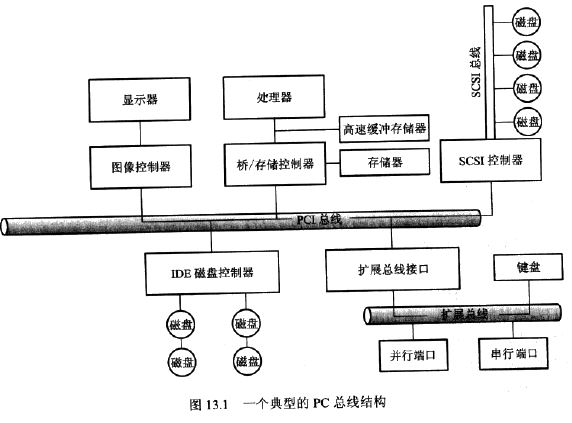 磁盘
磁盘
磁盘
磁盘
SCSI 总线
显示器
处理器
高速缓冲存储器
图像控制器
桥/存储控制器
存储器
SCSI 控制器
PCI 总线
IDE 磁盘控制器
扩展总线接口
键盘
磁盘
磁盘
扩展总线
磁盘
磁盘
并行端口
串行端口
图 13.1 一个典型的 PC 总线结构